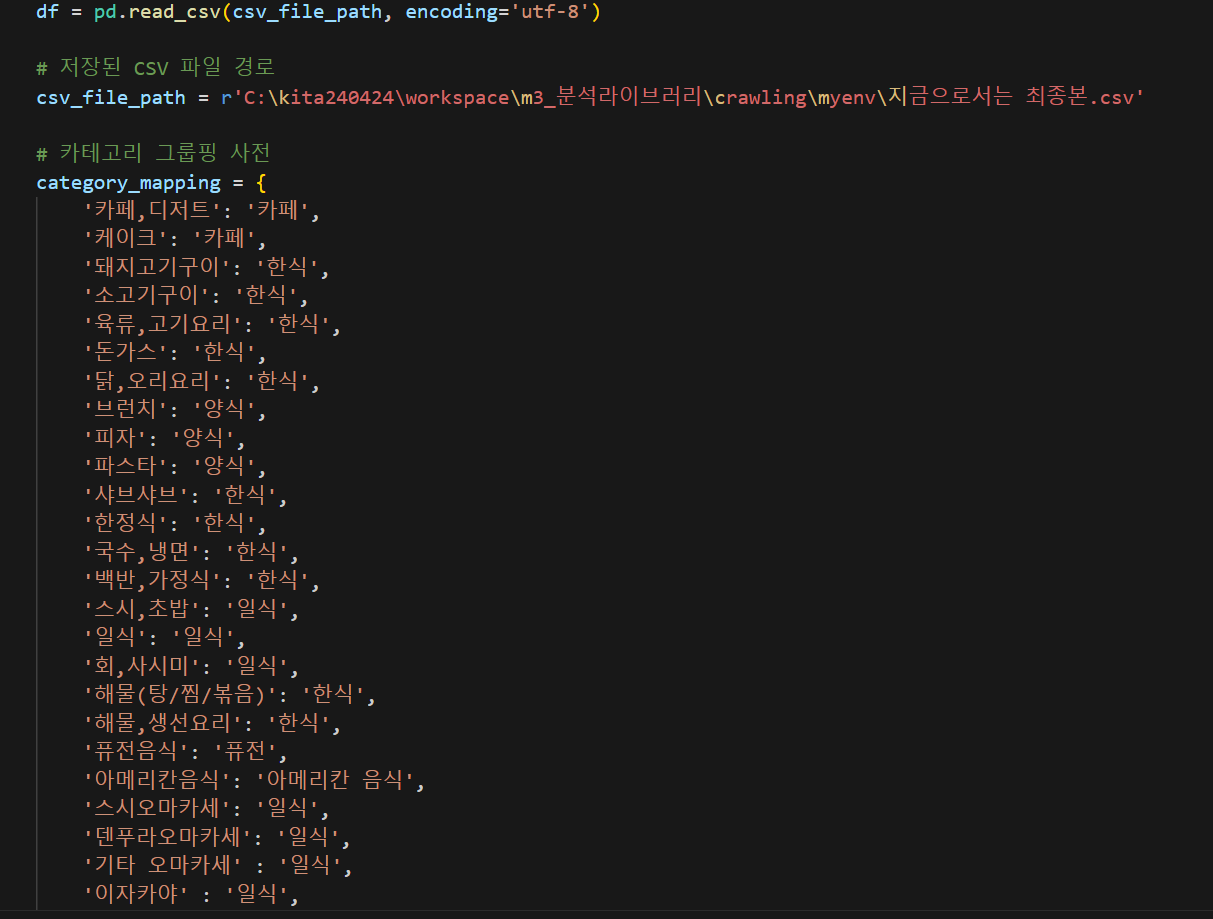 df = pd.read_csv(csv_file_path, encoding='utf-8')
# 저장된 CSV 파일 경로
csv_file_path = r'C:\kita240424\workspace\m3_분석라이브러리\crawling\myenv\지금으로서는 최종본.csv'
# 카테고리 그룹핑 사전
category_mapping = {
'카페,디저트': '카페',
'케이크': '카페',
'돼지고기구이': '한식',
'소고기구이': '한식',
'육류,고기요리': '한식',
'돈가스': '한식',
'닭,오리요리': '한식',
'브런치': '양식',
'피자': '양식',
'파스타': '양식',
'샤브샤브': '한식',
'한정식': '한식',
'국수,냉면': '한식',
'백반,가정식': '한식',
'스시,초밥': '일식',
'일식': '일식',
'회,사시미': '일식',
'해물(탕/찜/볶음)': '한식',
'해물,생선요리': '한식',
'퓨전음식': '퓨전',
'아메리칸음식': '아메리칸 음식',
'스시오마카세': '일식',
'덴푸라오마카세': '일식',
'기타 오마카세' : '일식',
'이자카야' : '일식',